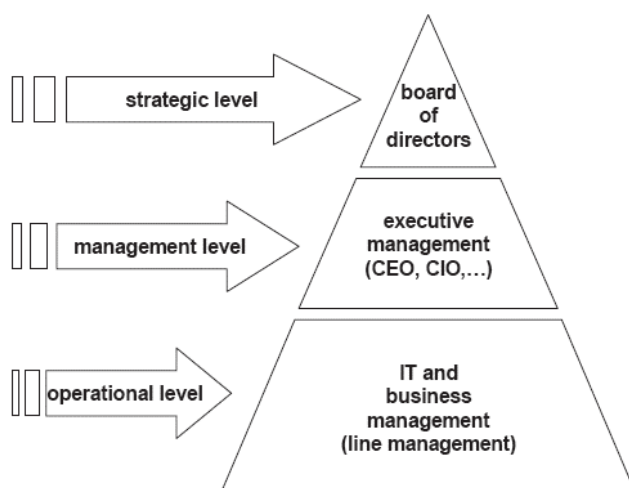 strategic level
board
of
directors
management level
executive
management
(CEO, CIO,...)
operational level
IT and
business
management
(line management)